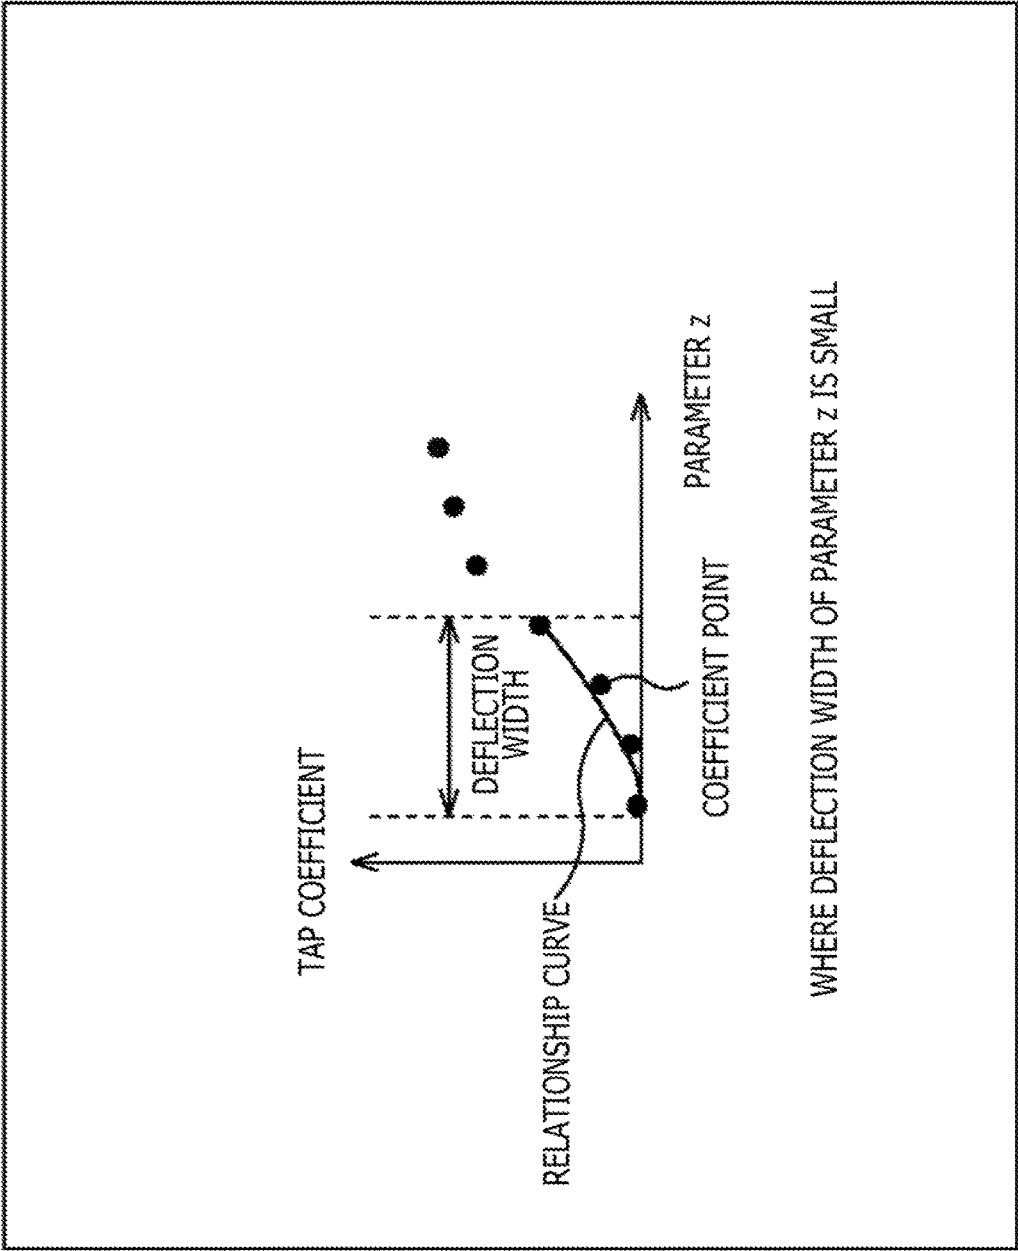 TAP COEFFICIENT
DEFLECTION
WIDTH
RELATIONSHIP CURVE
PARAMETER z
COEFFICIENT POINT
WHERE DEFLECTION WIDTH OF PARAMETER z IS SMALL